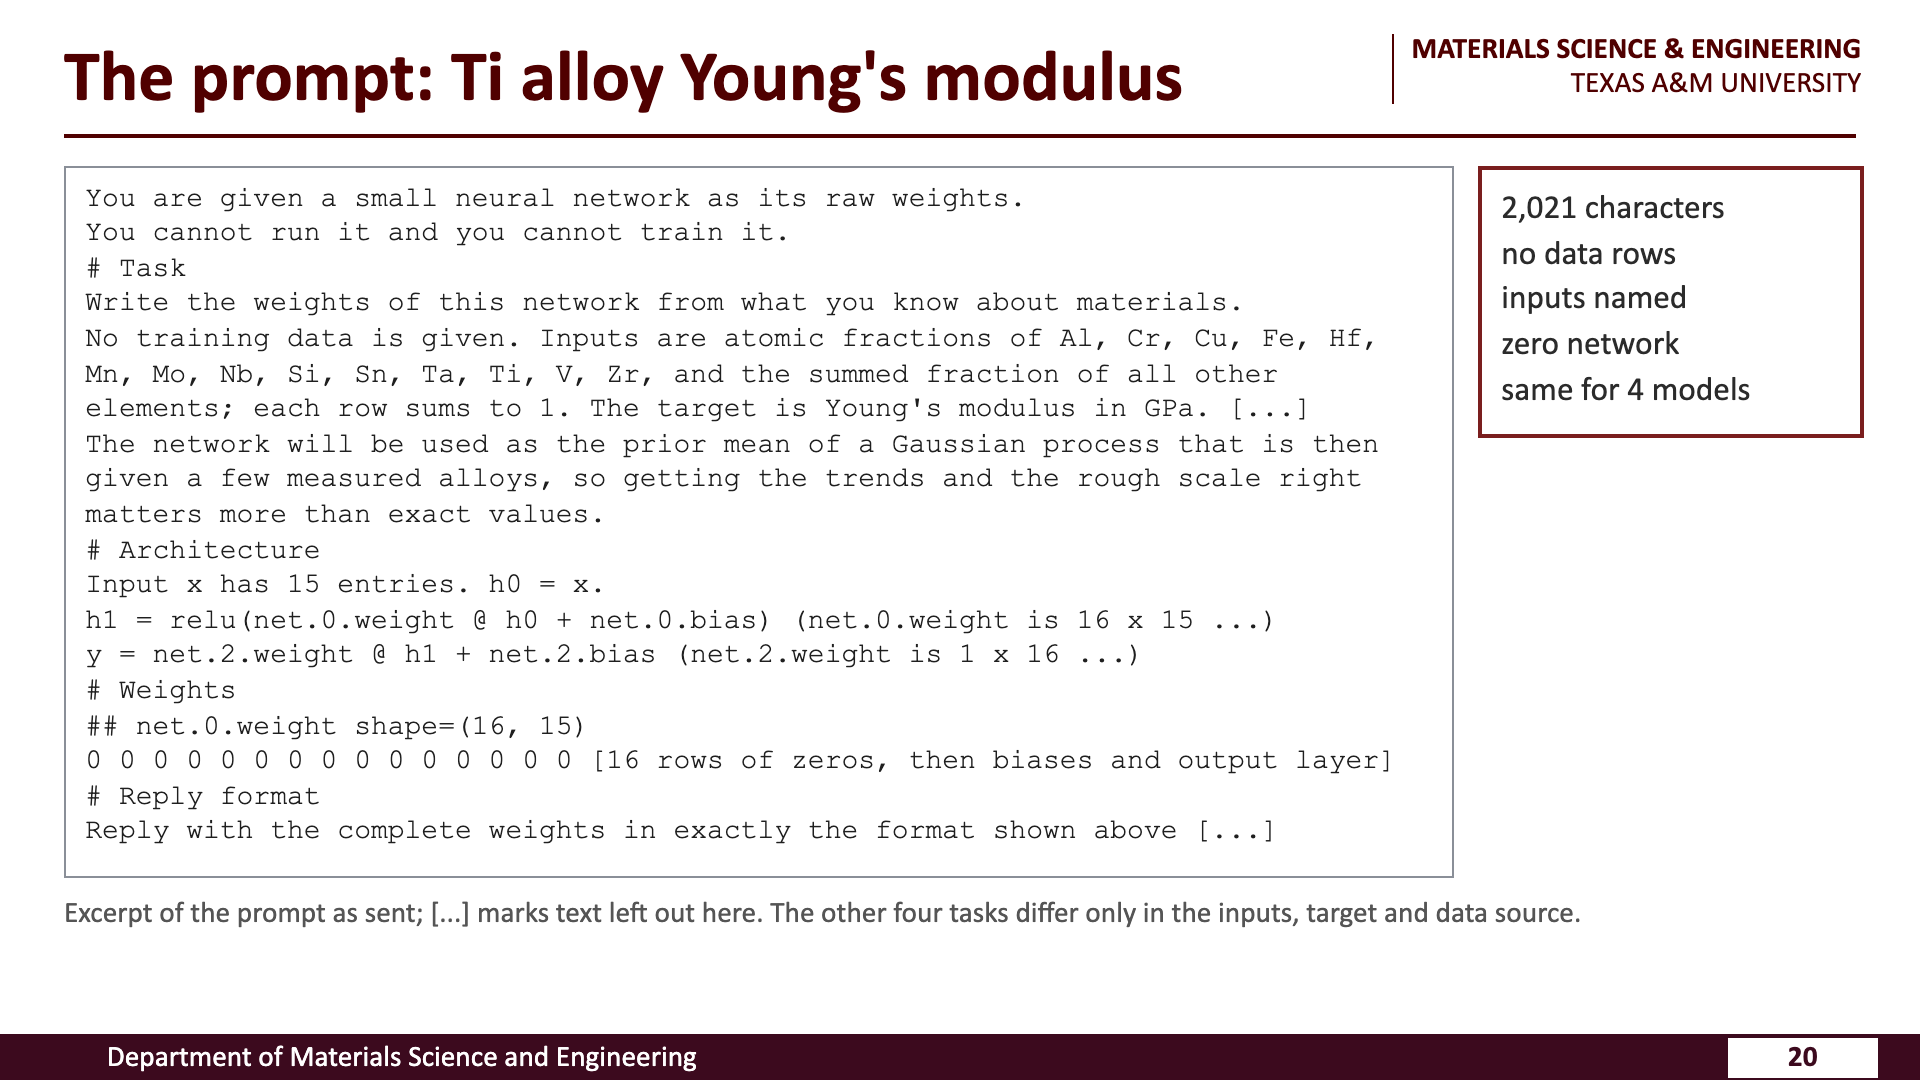 The prompt: Ti alloy Young's modulus
MATERIALS SCIENCE & ENGINEERING
TEXAS A&M UNIVERSITY
You are given a small neural network as its raw weights.
You cannot run it and you cannot train it.
# Task
Write the weights of this network from what you know about materials.
No training data is given. Inputs are atomic fractions of Al, Cr, Cu, Fe, Hf,
Mn, Mo, Nb, Si, Sn, Ta, Ti, V, Zr, and the summed fraction of all other
elements; each row sums to 1. The target is Young's modulus in GPa. [...]
The network will be used as the prior mean of a Gaussian process that is then
given a few measured alloys, so getting the trends and the rough scale right
matters more than exact values.
# Architecture
Input x has 15 entries. h0 = x.
h1 = relu(net.0.weight @ h0 + net.0.bias) (net.0.weight is 16 x 15 ...)
y = net.2.weight @ h1 + net.2.bias (net.2.weight is 1 x 16 ...)
# Weights
## net.0.weight shape=(16, 15)
0 0 0 0 0 0 0 0 0 0 0 0 0 0 0 [16 rows of zeros, then biases and output layer]
# Reply format
Reply with the complete weights in exactly the format shown above [...]
2,021 characters
no data rows
inputs named
zero network
same for 4 models
Excerpt of the prompt as sent; [...] marks text left out here. The other four tasks differ only in the inputs, target and data source.
Department of Materials Science and Engineering
20